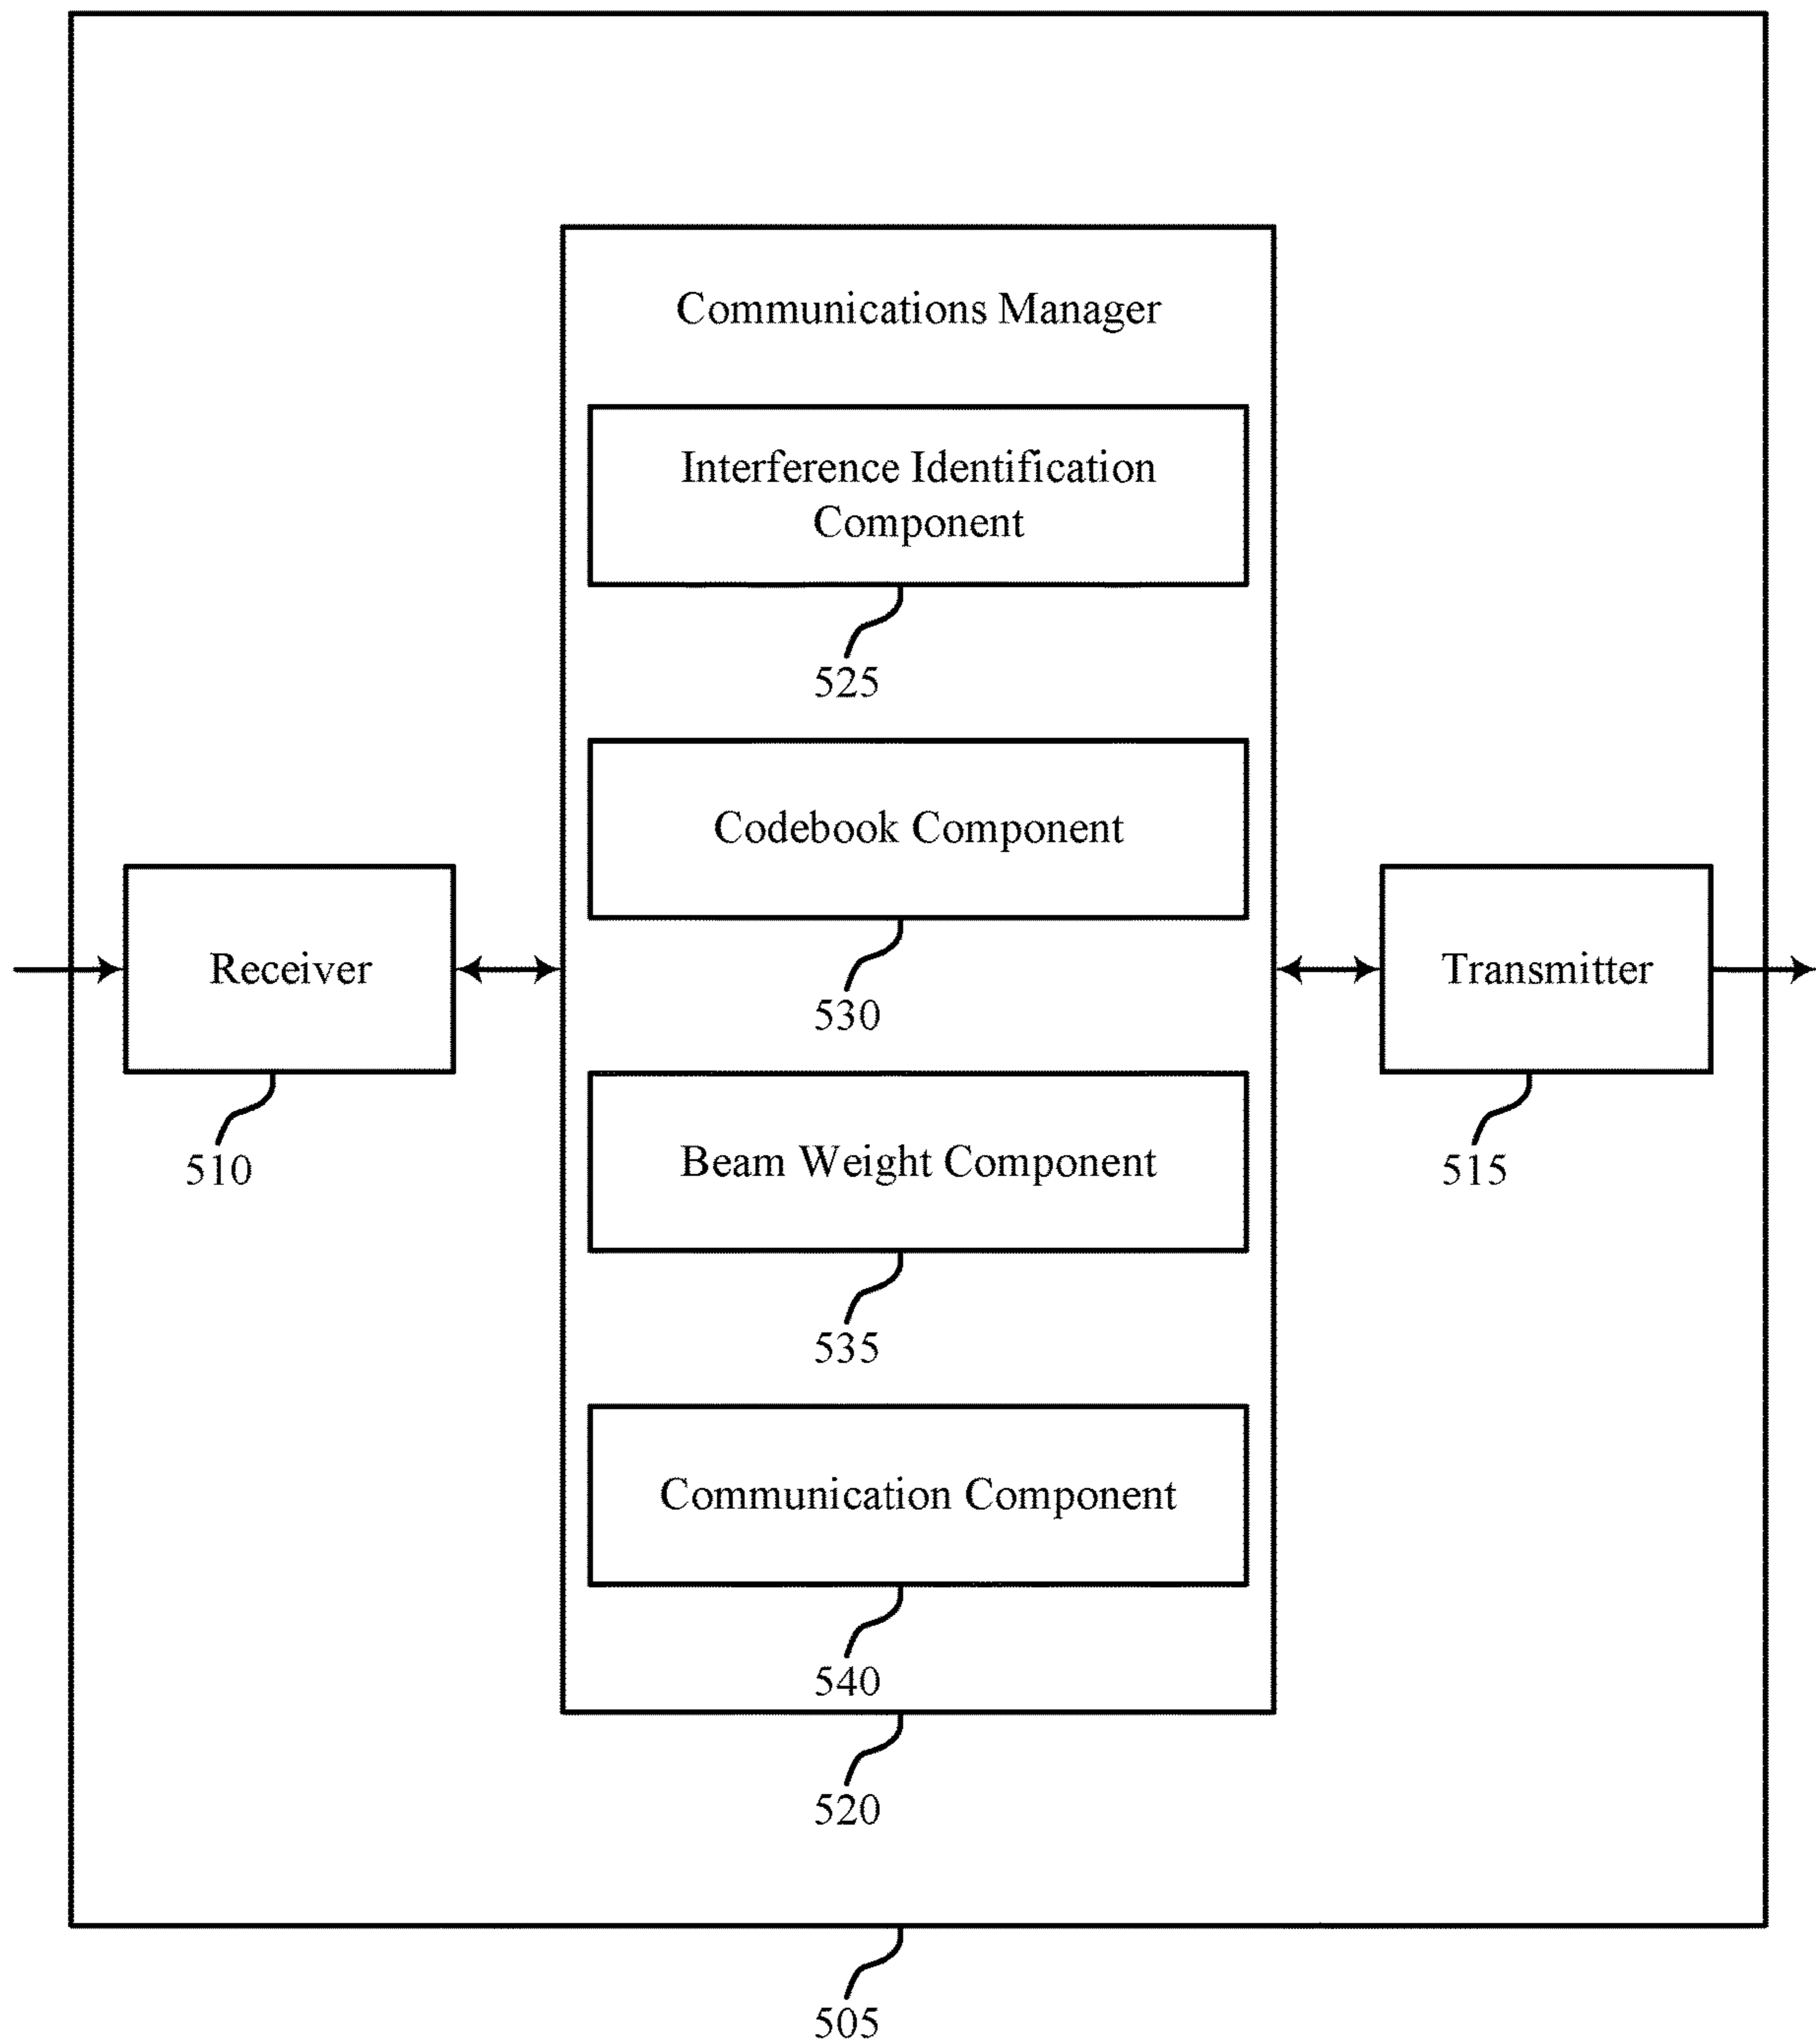 Communications Manager
Interference Identification
Component
525
Codebook Component
530
Receiver
510
Transmitter
515
Beam Weight Component
535
Communication Component
540
520
505